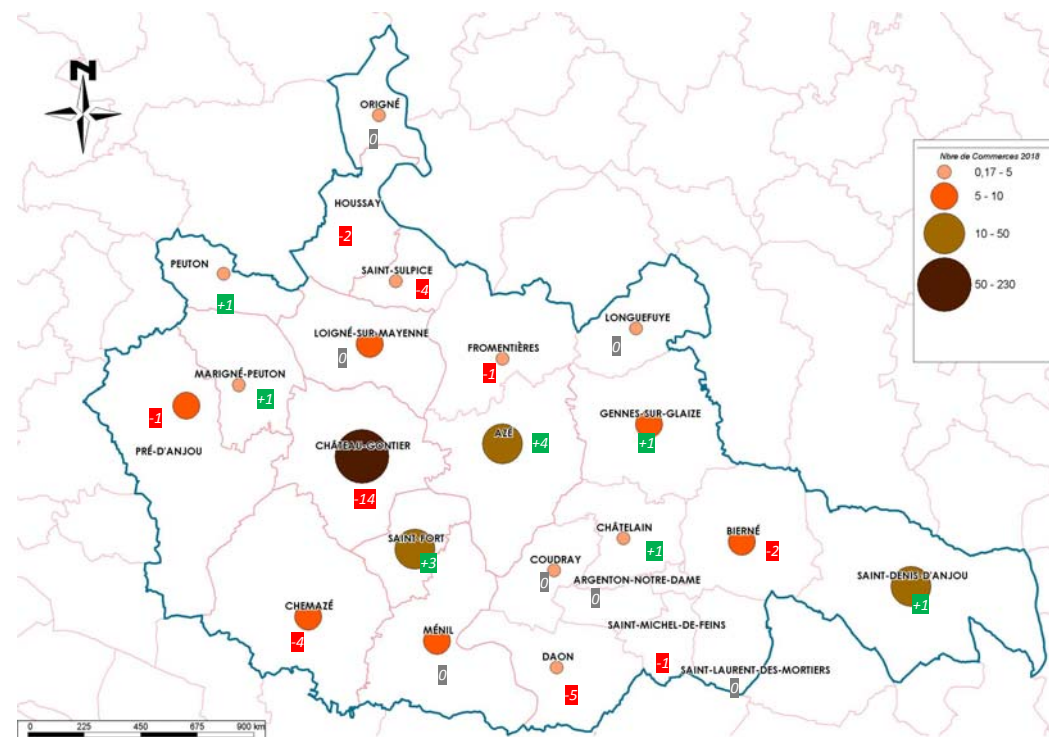 N
ORIGNÉ
0
Nbre de Commerces 2018
0,17 - 5
5 - 10
10 - 50
50 - 230
HOUSSAY
-2
PEUTON
+1
SAINT-SULPICE
-4
LOIGNÉ-SUR-MAYENNE
0
LONGUEFUYE
0
FROMENTIÈRES
-1
MARIGNÉ-PEUTON
+1
-1
PRÉ-D'ANJOU
CHÂTEAU-GONTIER
-14
AZÉ
+4
GENNES-SUR-GLAIZE
+1
SAINT-FORT
+3
CHÂTELAIN
+1
BIERNÉ
-2
COUDRAY
0
ARGENTON-NOTRE-DAME
0
SAINT-DENIS-D'ANJOU
+1
CHEMAZÉ
-4
MÉNIL
0
SAINT-MICHEL-DE-FEINS
-1
DAON
-5
SAINT-LAURENT-DES-MORTIERS
0
0 225 450 675 900 km